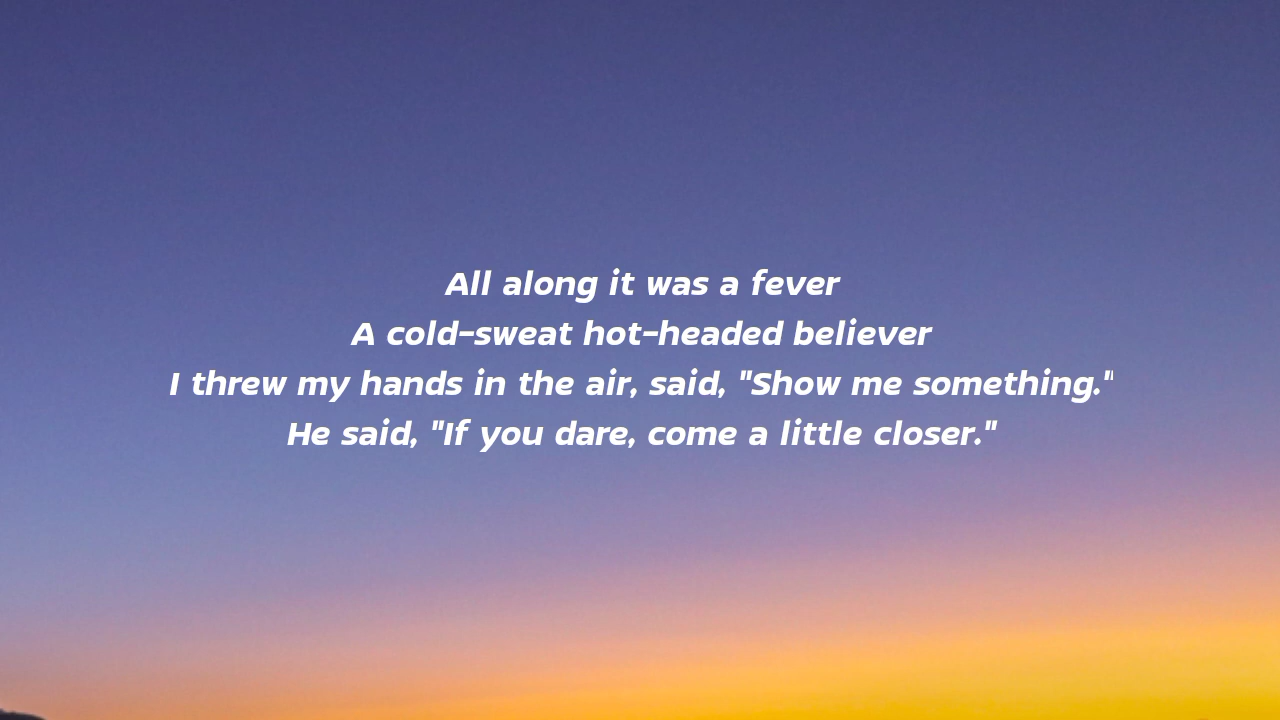 All along it was a fever
A cold-sweat hot-headed believer
I threw my hands in the air, said, "Show me something."
He said, "If you dare, come a little closer."